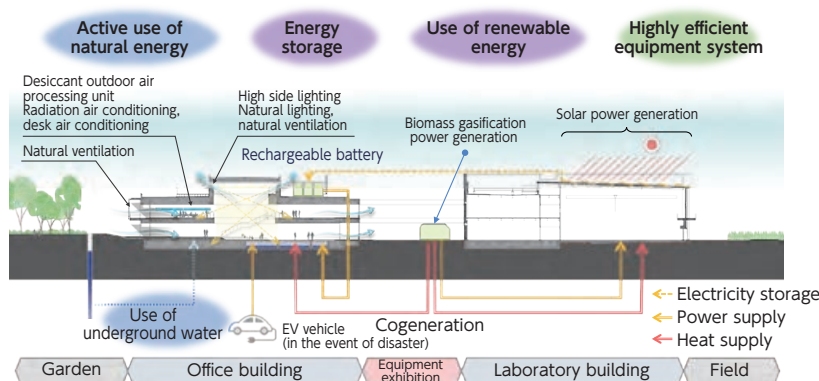 Active use of
natural energy
Energy
storage
Use of renewable
energy
Highly efficient
equipment system
Desiccant outdoor air
processing unit
Radiation air conditioning,
desk air conditioning
Natural ventilation
High side lighting
Natural lighting,
natural ventilation
Rechargeable battery
Biomass gasification
power generation
Solar power generation
Use of
underground water
EV vehicle
(in the event of disaster)
Cogeneration
Electricity storage
Power supply
Heat supply
Garden
Office building
Equipment
exhibition
Laboratory building
Field